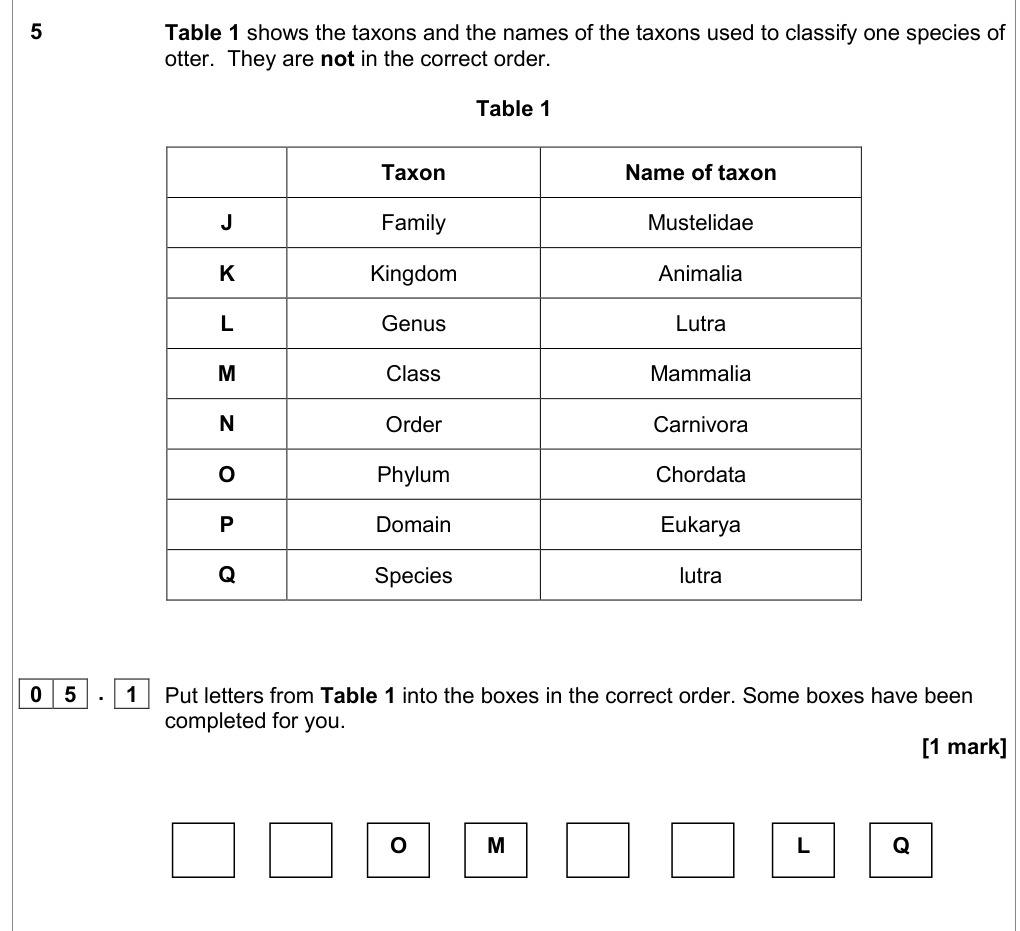 5 Table 1 shows the taxons and the names of the taxons used to classify one species of
otter. They are not in the correct order.
Table 1
Taxon Name of taxon
J Family Mustelidae
K Kingdom Animalia
L Genus Lutra
M Class Mammalia
N Order Carnivora
O Phylum Chordata
P Domain Eukarya
Q Species lutra
0 5 . 1 Put letters from Table 1 into the boxes in the correct order. Some boxes have been
completed for you.
[1 mark]
O M L Q